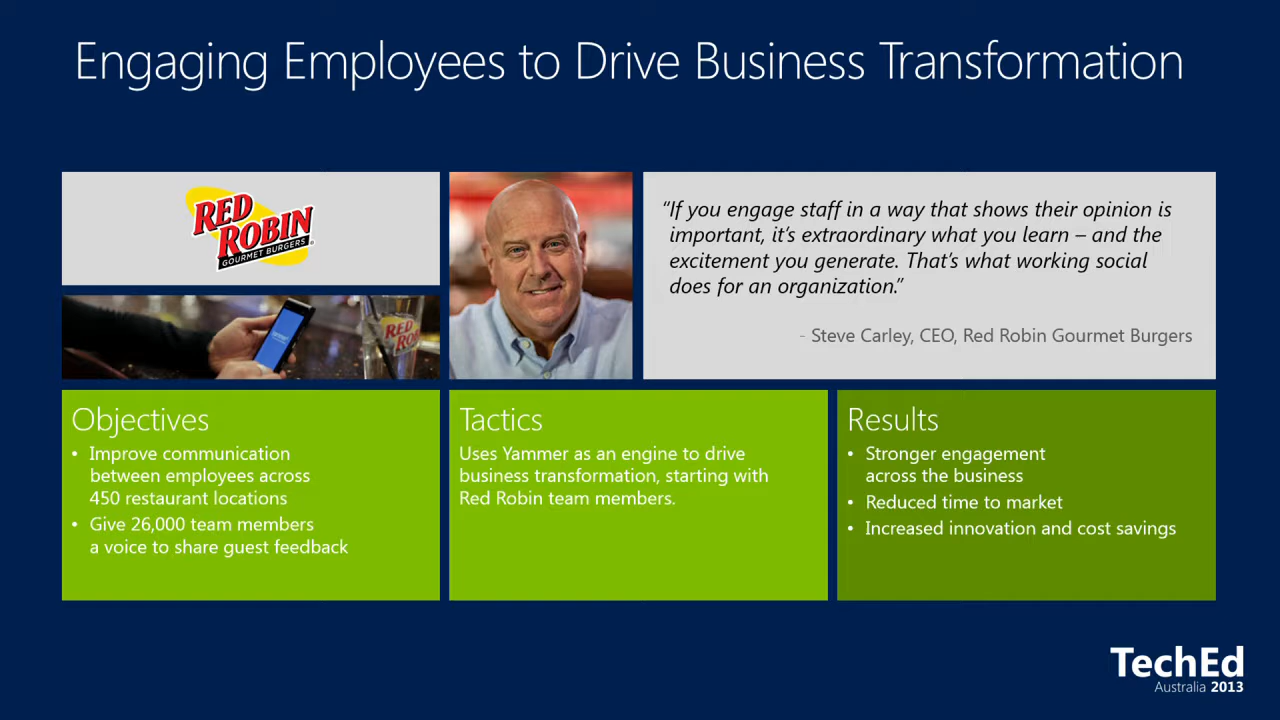 Engaging Employees to Drive Business Transformation
RED
ROBIN
GOURMET BURGERS
RED
ROBIN
“If you engage staff in a way that shows their opinion is
important, it’s extraordinary what you learn – and the
excitement you generate. That’s what working social
does for an organization.”
- Steve Carley, CEO, Red Robin Gourmet Burgers
Objectives
• Improve communication
between employees across
450 restaurant locations
• Give 26,000 team members
a voice to share guest feedback
Tactics
Uses Yammer as an engine to drive
business transformation, starting with
Red Robin team members.
Results
• Stronger engagement
across the business
• Reduced time to market
• Increased innovation and cost savings
TechEd
Australia 2013